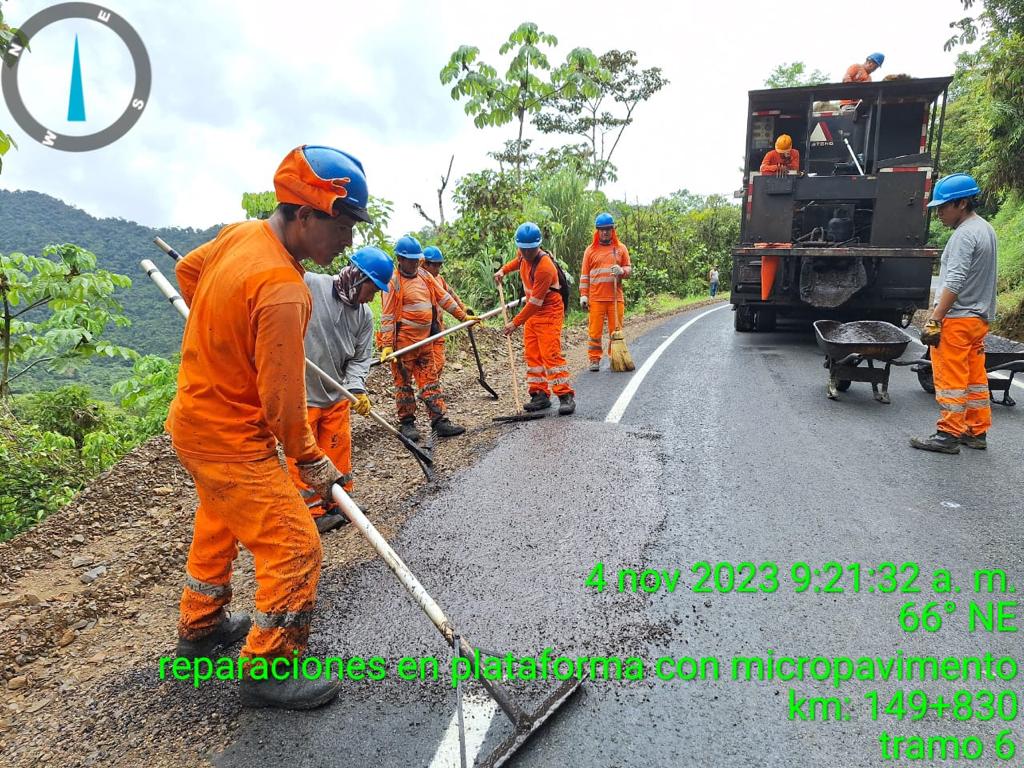 N
E
S
W
4 nov 2023 9:21:32 a. m.
66° NE
reparaciones en plataforma con micropavimento
km: 149+830
tramo 6